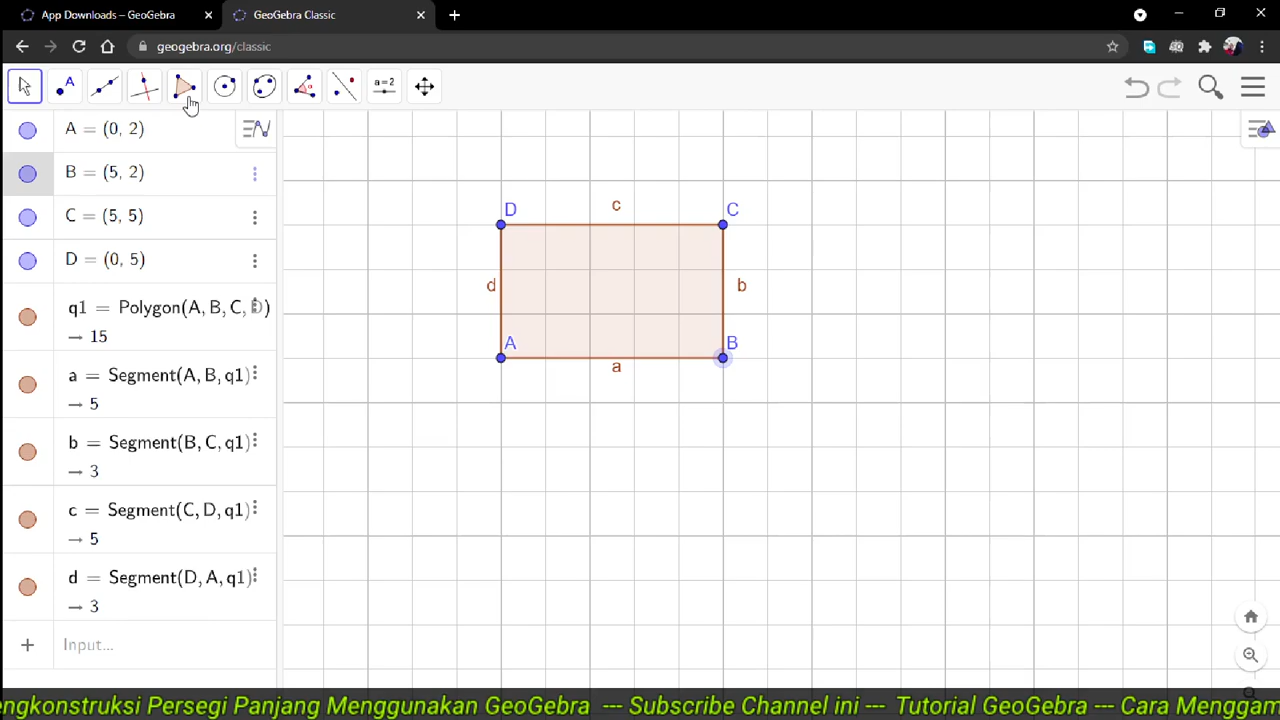 App Downloads – GeoGebra
GeoGebra Classic
geogebra.org/classic
A
a=2
A = (0, 2)
B = (5, 2)
C = (5, 5)
D = (0, 5)
q1 = Polygon(A, B, C, D)
→ 15
a = Segment(A, B, q1)
→ 5
b = Segment(B, C, q1)
→ 3
c = Segment(C, D, q1)
→ 5
d = Segment(D, A, q1)
→ 3
Input...
D c C
d b
A B
a
engkonstruksi Persegi Panjang Menggunakan GeoGebra --- Subscribe Channel ini --- Tutorial GeoGebra --- Cara Menggam